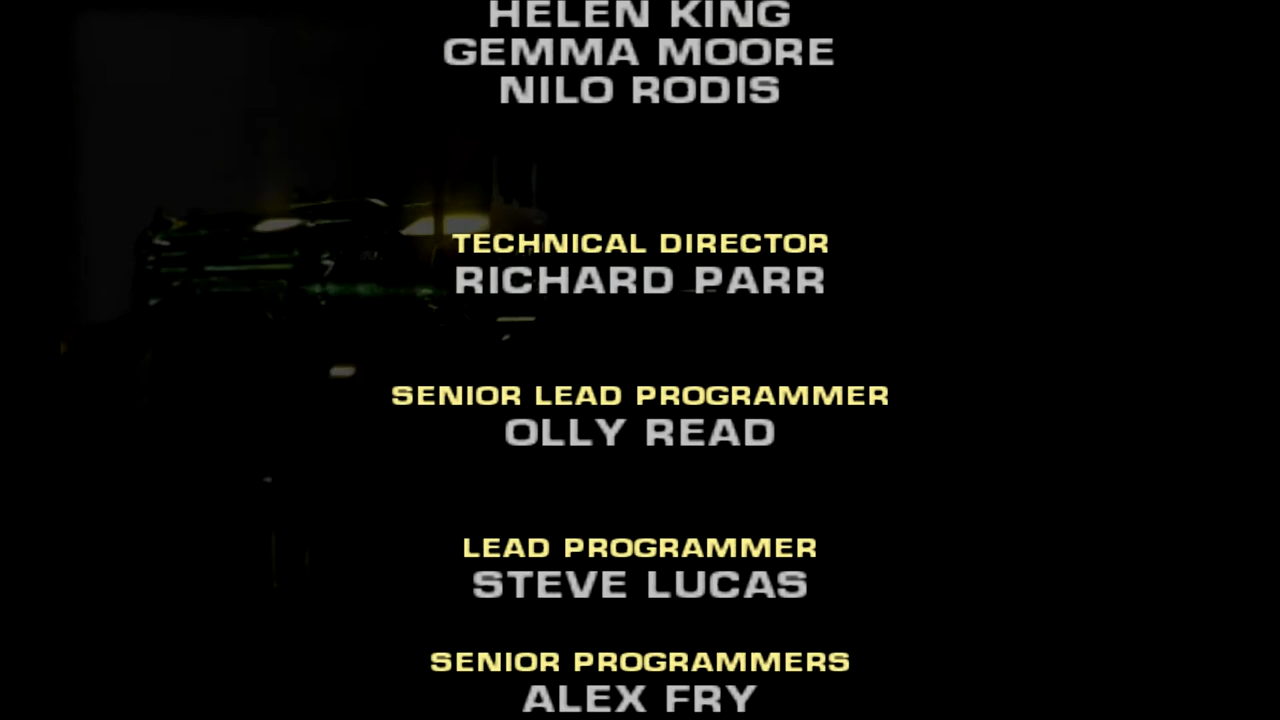 HELEN KING
GEMMA MOORE
NILO RODIS
TECHNICAL DIRECTOR
RICHARD PARR
SENIOR LEAD PROGRAMMER
OLLY READ
LEAD PROGRAMMER
STEVE LUCAS
SENIOR PROGRAMMERS
ALEX FRY